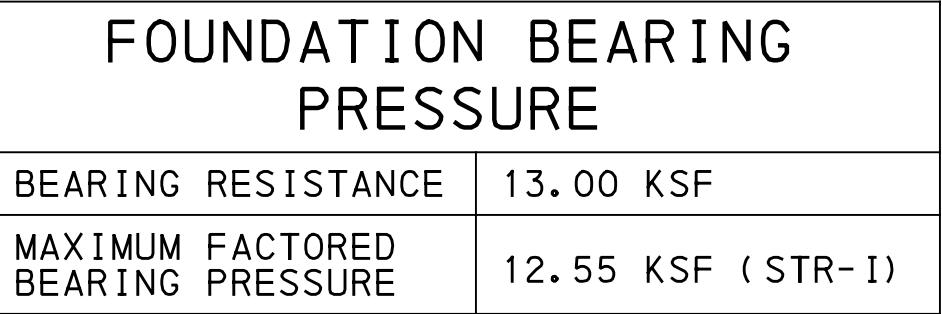 FOUNDATION BEARING
PRESSURE
BEARING RESISTANCE 13.00 KSF
MAXIMUM FACTORED
BEARING PRESSURE
12.55 KSF (STR-I)